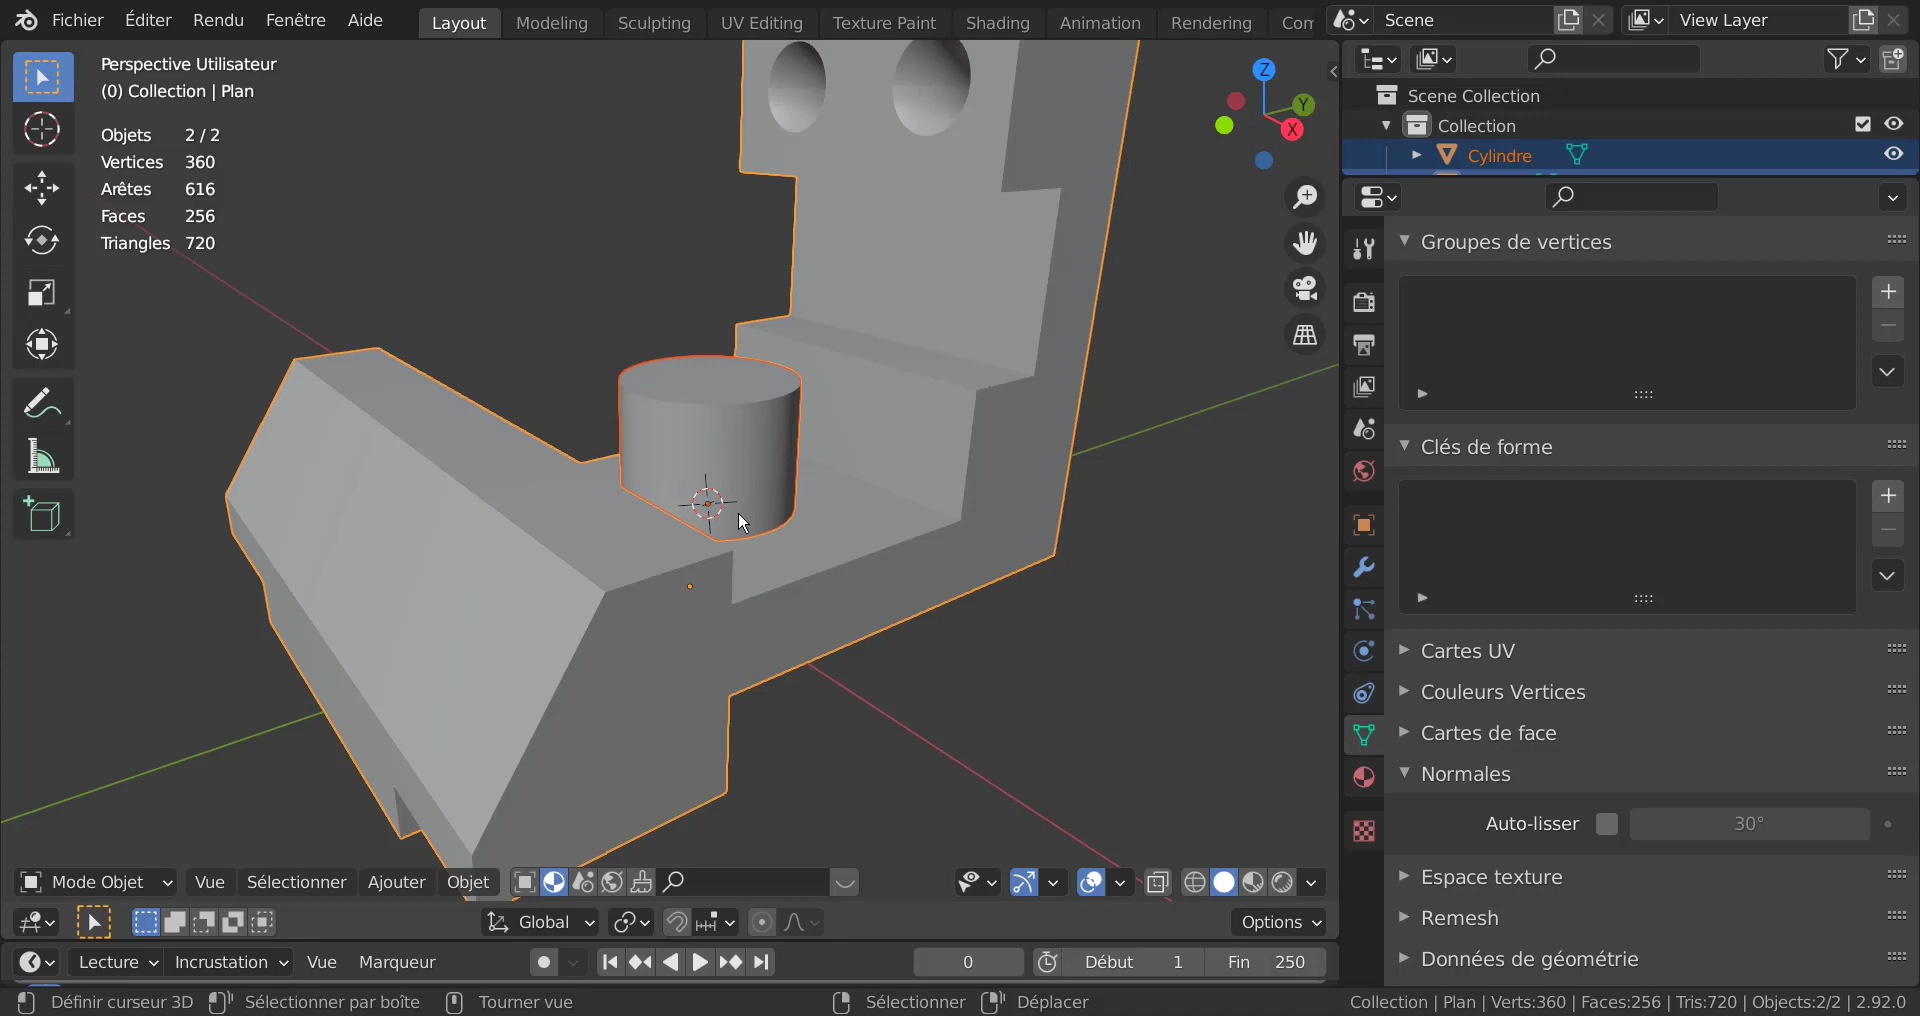 Fichier Éditer Rendu Fenêtre Aide Layout Modeling Sculpting UV Editing Texture Paint Shading Animation Rendering Com Scene View Layer
Perspective Utilisateur
(0) Collection | Plan
Objets 2 / 2
Vertices 360
Arêtes 616
Faces 256
Triangles 720
Z
Y
X
Scene Collection
Collection
Cylindre
Groupes de vertices
Clés de forme
Cartes UV
Couleurs Vertices
Cartes de face
Normales
Auto-lisser 30°
Espace texture
Remesh
Données de géométrie
Mode Objet Vue Sélectionner Ajouter Objet
Global Options
Lecture Incrustation Vue Marqueur 0 Début 1 Fin 250
Définir curseur 3D Sélectionner par boîte Tourner vue Sélectionner Déplacer Collection | Plan | Verts:360 | Faces:256 | Tris:720 | Objects:2/2 | 2.92.0